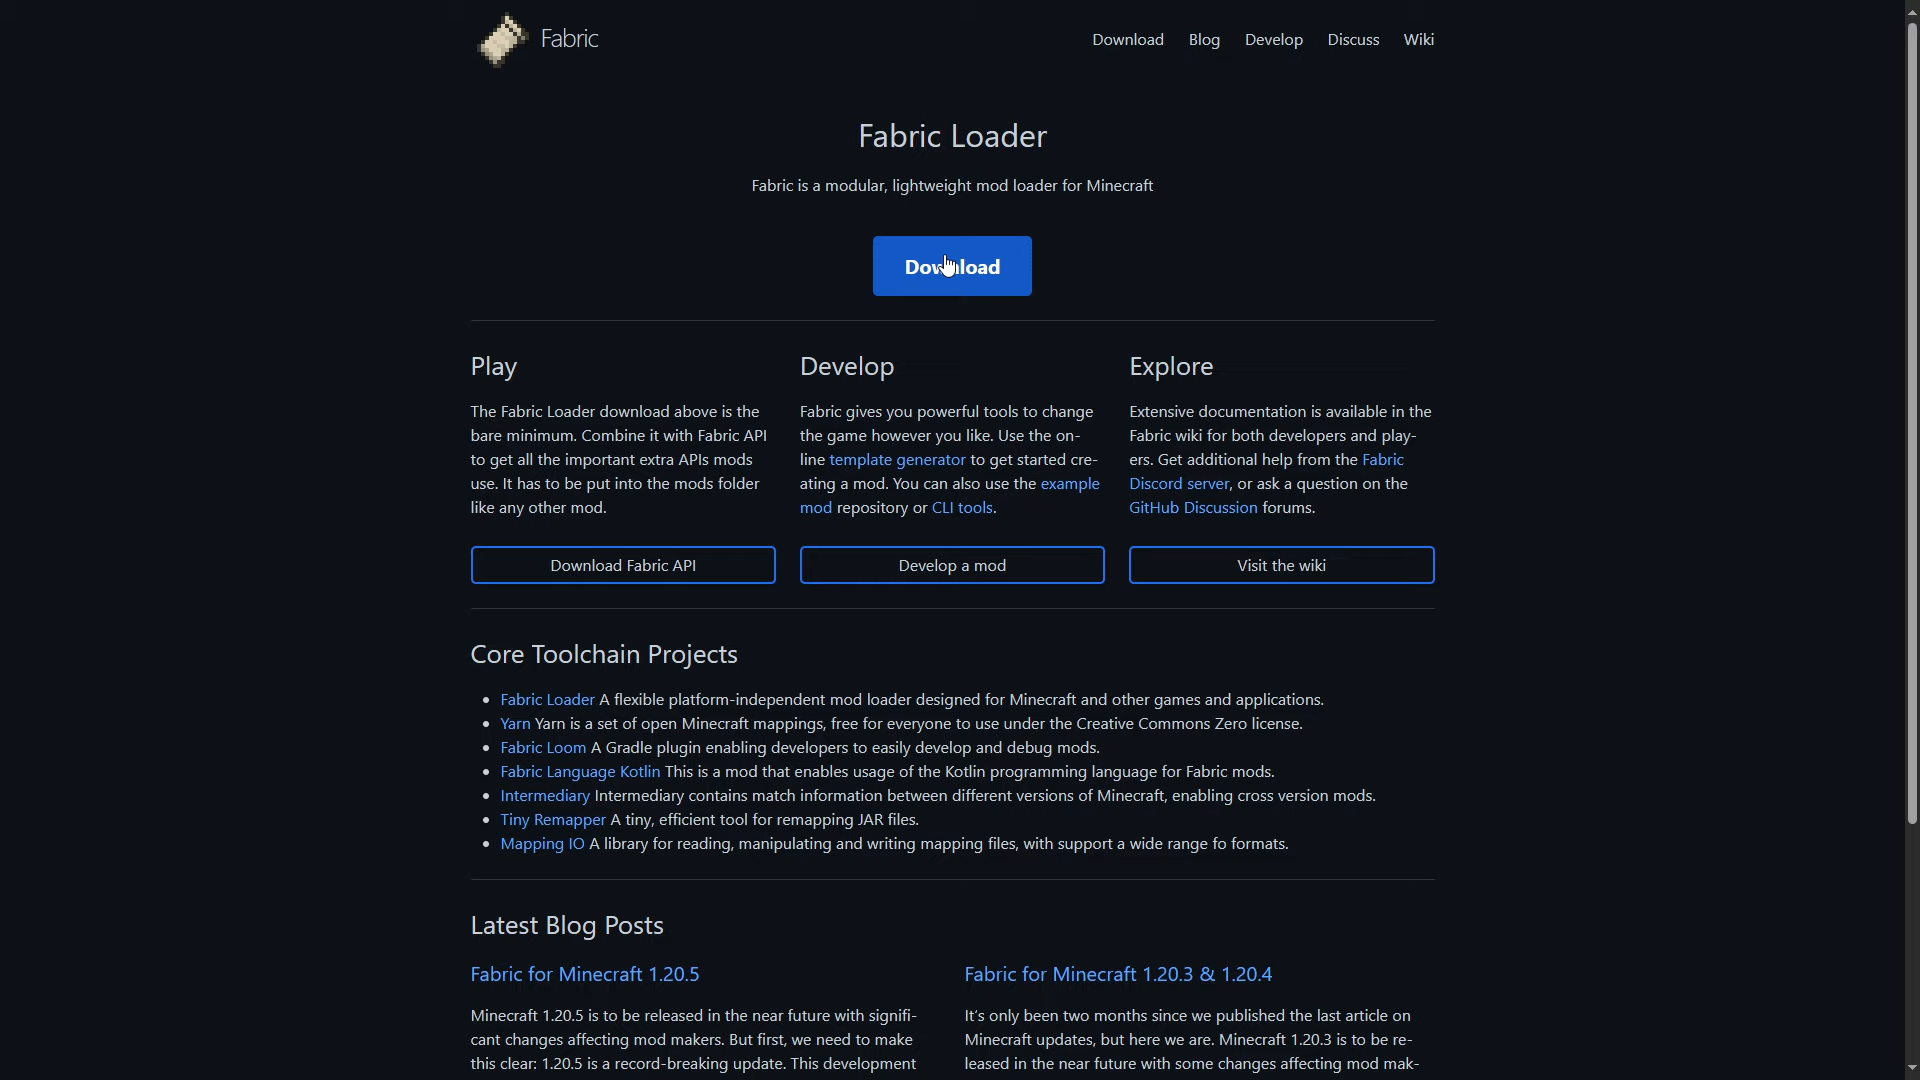 Fabric
Download Blog Develop Discuss Wiki
Fabric Loader
Fabric is a modular, lightweight mod loader for Minecraft
Download
Play
The Fabric Loader download above is the
bare minimum. Combine it with Fabric API
to get all the important extra APIs mods
use. It has to be put into the mods folder
like any other mod.
Download Fabric API
Develop
Fabric gives you powerful tools to change
the game however you like. Use the on-
line template generator to get started cre-
ating a mod. You can also use the example
mod repository or CLI tools.
Develop a mod
Explore
Extensive documentation is available in the
Fabric wiki for both developers and play-
ers. Get additional help from the Fabric
Discord server, or ask a question on the
GitHub Discussion forums.
Visit the wiki
Core Toolchain Projects
• Fabric Loader A flexible platform-independent mod loader designed for Minecraft and other games and applications.
• Yarn Yarn is a set of open Minecraft mappings, free for everyone to use under the Creative Commons Zero license.
• Fabric Loom A Gradle plugin enabling developers to easily develop and debug mods.
• Fabric Language Kotlin This is a mod that enables usage of the Kotlin programming language for Fabric mods.
• Intermediary Intermediary contains match information between different versions of Minecraft, enabling cross version mods.
• Tiny Remapper A tiny, efficient tool for remapping JAR files.
• Mapping IO A library for reading, manipulating and writing mapping files, with support a wide range fo formats.
Latest Blog Posts
Fabric for Minecraft 1.20.5
Minecraft 1.20.5 is to be released in the near future with signifi-
cant changes affecting mod makers. But first, we need to make
this clear: 1.20.5 is a record-breaking update. This development
Fabric for Minecraft 1.20.3 & 1.20.4
It's only been two months since we published the last article on
Minecraft updates, but here we are. Minecraft 1.20.3 is to be re-
leased in the near future with some changes affecting mod mak-